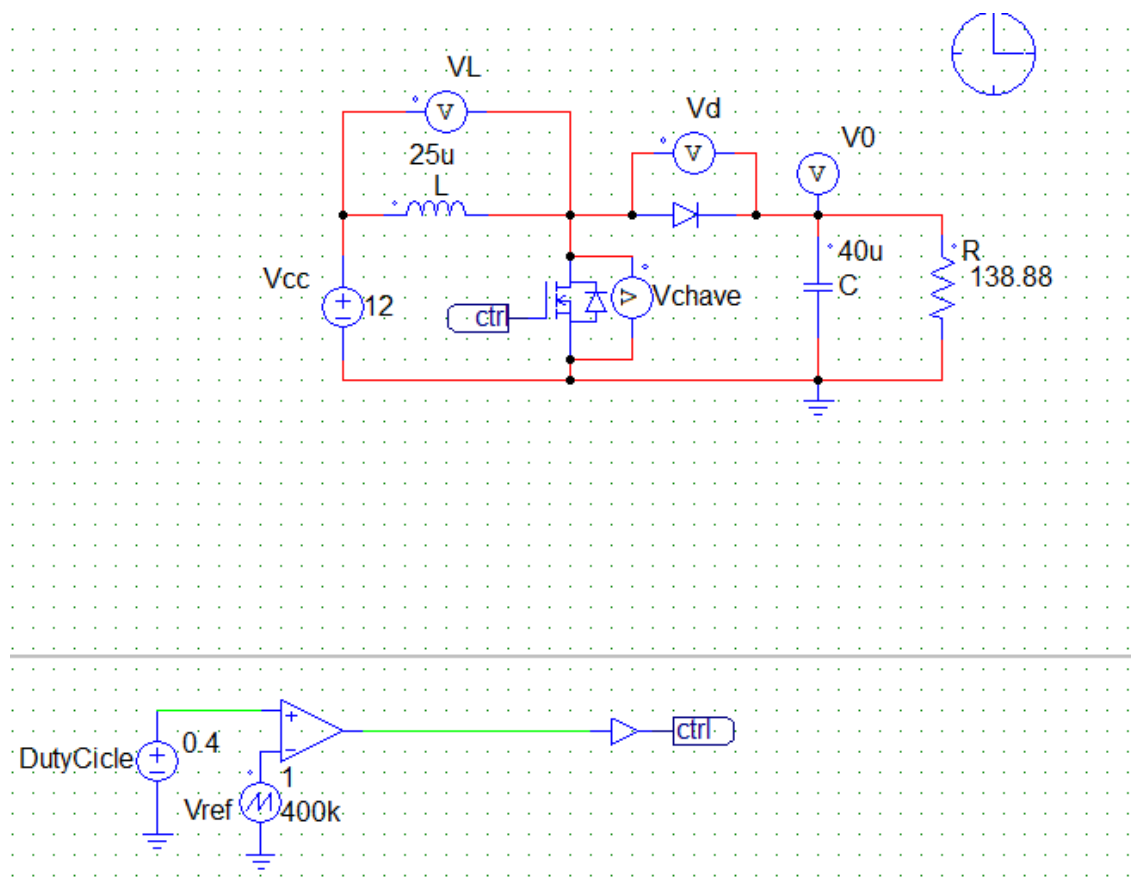 VL
V
25u
L
Vd
V
V0
V
Vcc
12
ctrl
V
Vchave
40u
C
R
138.88
DutyCicle
0.4
ctrl
1
Vref
400k